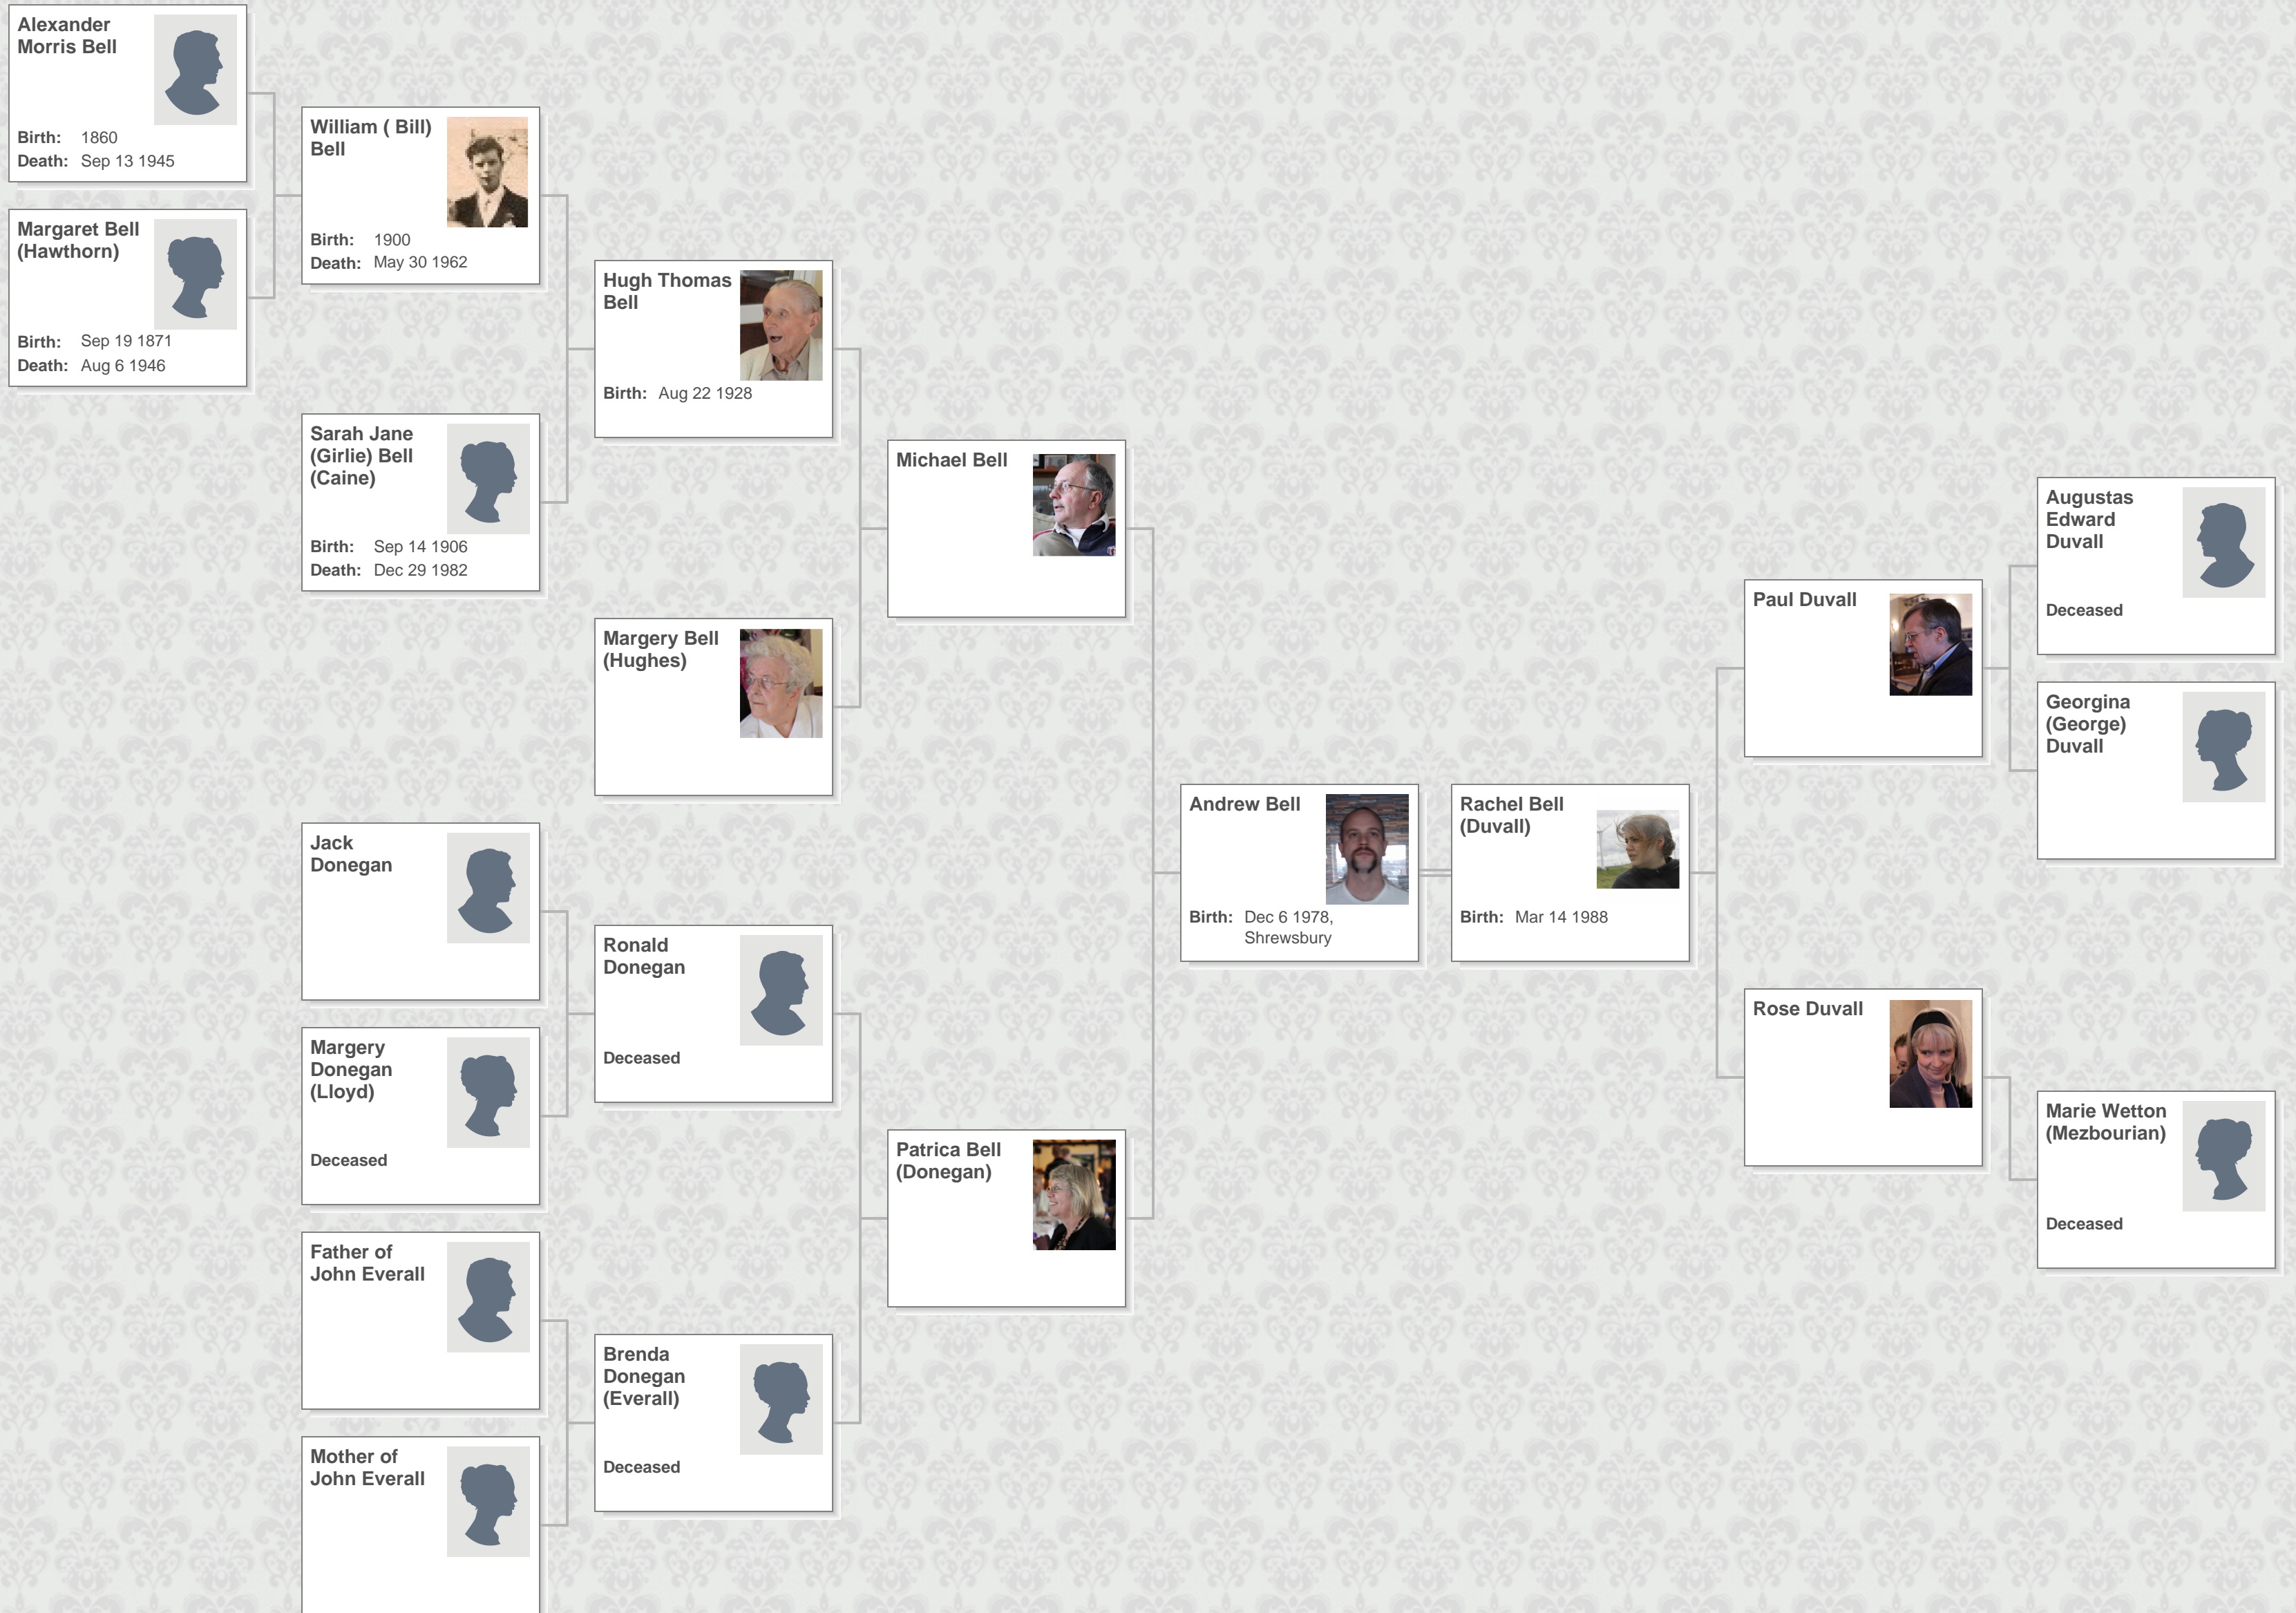 Alexander
Morris Bell
Birth: 1860
Death: Sep 13 1945
Margaret Bell
(Hawthorn)
Birth: Sep 19 1871
Death: Aug 6 1946
William ( Bill)
Bell
Birth: 1900
Death: May 30 1962
Sarah Jane
(Girlie) Bell
(Caine)
Birth: Sep 14 1906
Death: Dec 29 1982
Jack
Donegan
Margery
Donegan
(Lloyd)
Deceased
Father of
John Everall
Mother of
John Everall
Hugh Thomas
Bell
Birth: Aug 22 1928
Margery Bell
(Hughes)
Ronald
Donegan
Deceased
Brenda
Donegan
(Everall)
Deceased
Michael Bell
Patrica Bell
(Donegan)
Andrew Bell
Birth: Dec 6 1978,
Shrewsbury
Rachel Bell
(Duvall)
Birth: Mar 14 1988
Paul Duvall
Rose Duvall
Augustas
Edward
Duvall
Deceased
Georgina
(George)
Duvall
Marie Wetton
(Mezbourian)
Deceased